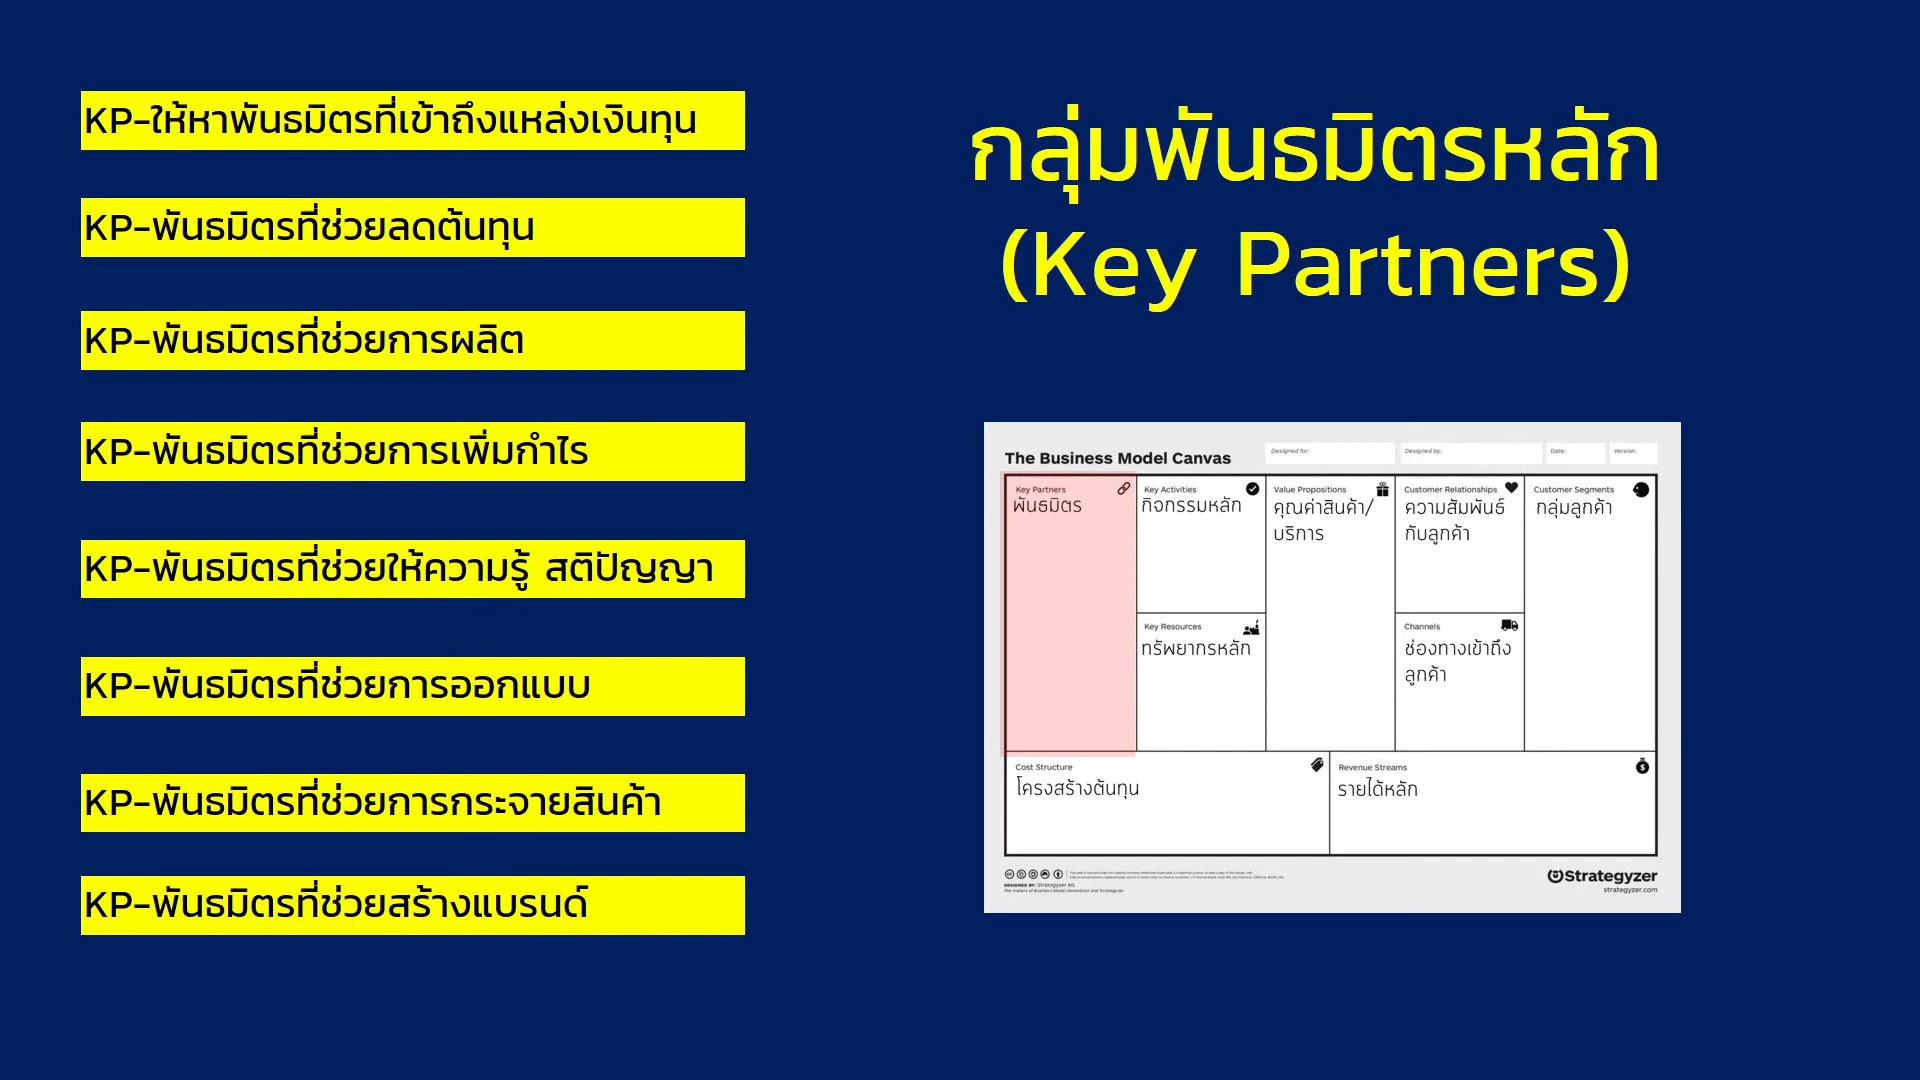 KP-ให้หาพันธมิตรที่เข้าถึงแหล่งเงินทุน
KP-พันธมิตรที่ช่วยลดต้นทุน
KP-พันธมิตรที่ช่วยการผลิต
KP-พันธมิตรที่ช่วยการเพิ่มกำไร
KP-พันธมิตรที่ช่วยให้ความรู้ สติปัญญา
KP-พันธมิตรที่ช่วยการออกแบบ
KP-พันธมิตรที่ช่วยการกระจายสินค้า
KP-พันธมิตรที่ช่วยสร้างแบรนด์
กลุ่มพันธมิตรหลัก
(Key Partners)
The Business Model Canvas
Designed for:
Designed by:
Date:
Version:
Key Partners
พันธมิตร
Key Activities
กิจกรรมหลัก
Value Propositions
คุณค่าสินค้า/
บริการ
Customer Relationships
ความสัมพันธ์
กับลูกค้า
Customer Segments
กลุ่มลูกค้า
Key Resources
ทรัพยากรหลัก
Channels
ช่องทางเข้าถึง
ลูกค้า
Cost Structure
โครงสร้างต้นทุน
Revenue Streams
รายได้หลัก
DESIGNED BY: Strategyzer AG
The makers of Business Model Generation and Strategyzer
Strategyzer
strategyzer.com